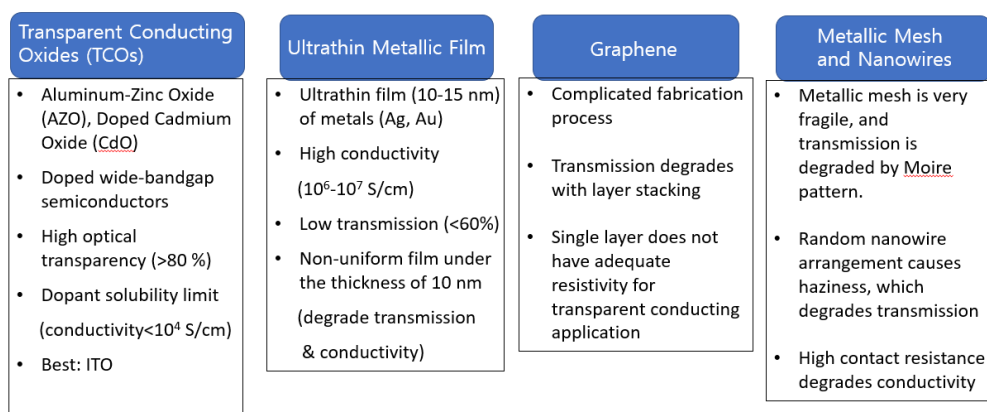 Transparent Conducting
Oxides (TCOs)
• Aluminum-Zinc Oxide
(AZO), Doped Cadmium
Oxide (CdO)
• Doped wide-bandgap
semiconductors
• High optical
transparency (>80 %)
• Dopant solubility limit
(conductivity<10⁴ S/cm)
• Best: ITO
Ultrathin Metallic Film
• Ultrathin film (10-15 nm)
of metals (Ag, Au)
• High conductivity
(10⁶-10⁷ S/cm)
• Low transmission (<60%)
• Non-uniform film under
the thickness of 10 nm
(degrade transmission
& conductivity)
Graphene
• Complicated fabrication
process
• Transmission degrades
with layer stacking
• Single layer does not
have adequate
resistivity for
transparent conducting
application
Metallic Mesh
and Nanowires
• Metallic mesh is very
fragile, and
transmission is
degraded by Moire
pattern.
• Random nanowire
arrangement causes
haziness, which
degrades transmission
• High contact resistance
degrades conductivity